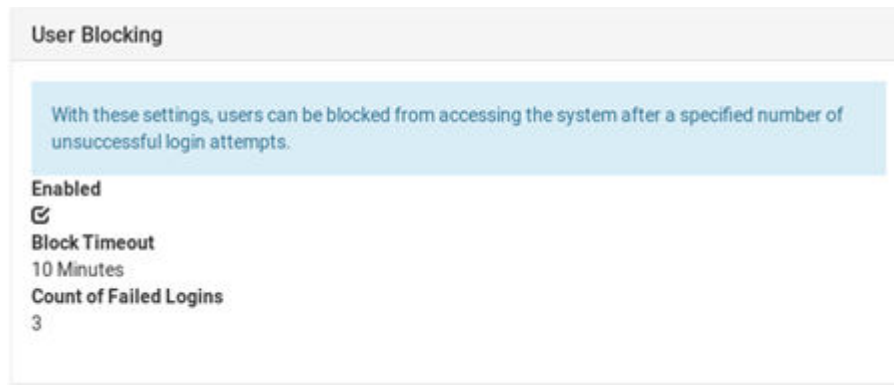 User Blocking
With these settings, users can be blocked from accessing the system after a specified number of
unsuccessful login attempts.
Enabled
Block Timeout
10 Minutes
Count of Failed Logins
3